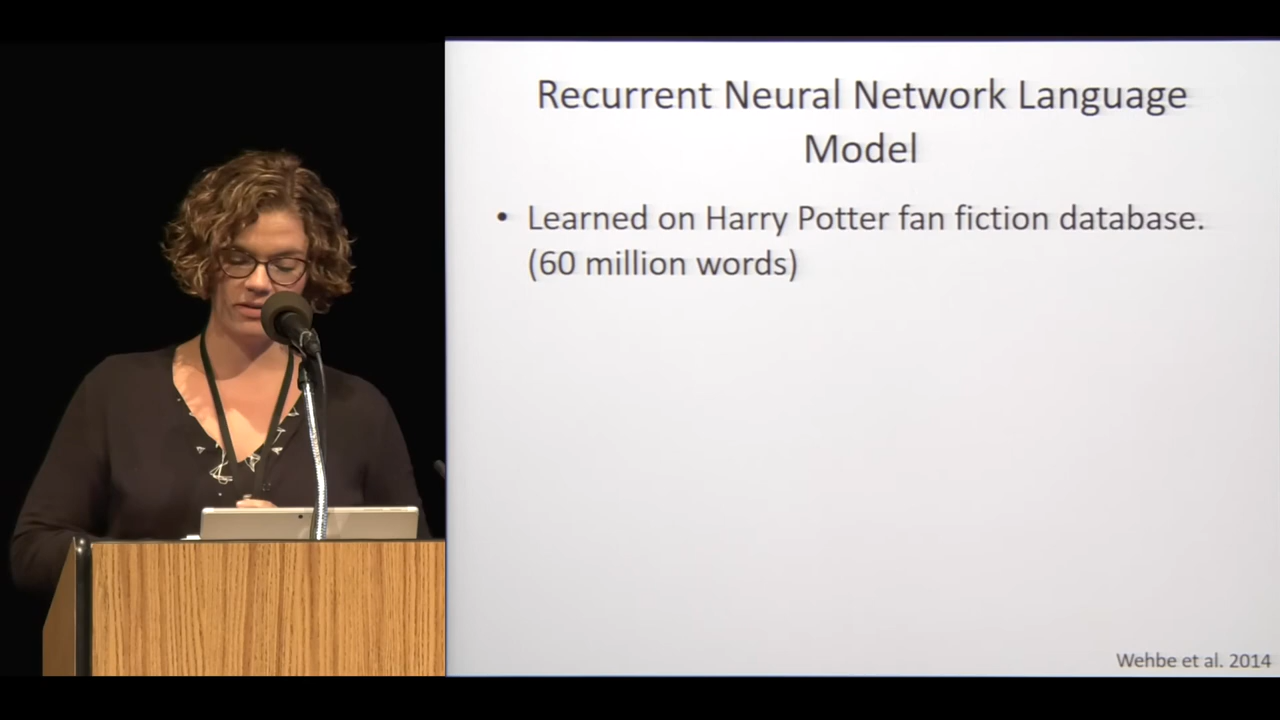 Recurrent Neural Network Language
Model
• Learned on Harry Potter fan fiction database.
(60 million words)
Wehbe et al. 2014